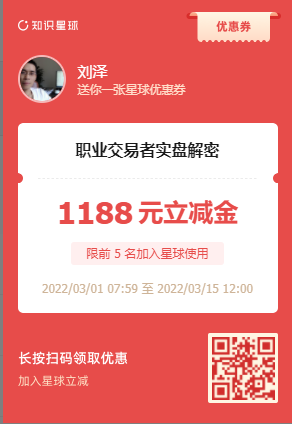 知识星球
优惠券
刘泽
送你一张星球优惠券
职业交易者实盘解密
1188 元立减金
限前 5 名加入星球使用
2022/03/01 07:59 至 2022/03/15 12:00
长按扫码领取优惠
加入星球立减